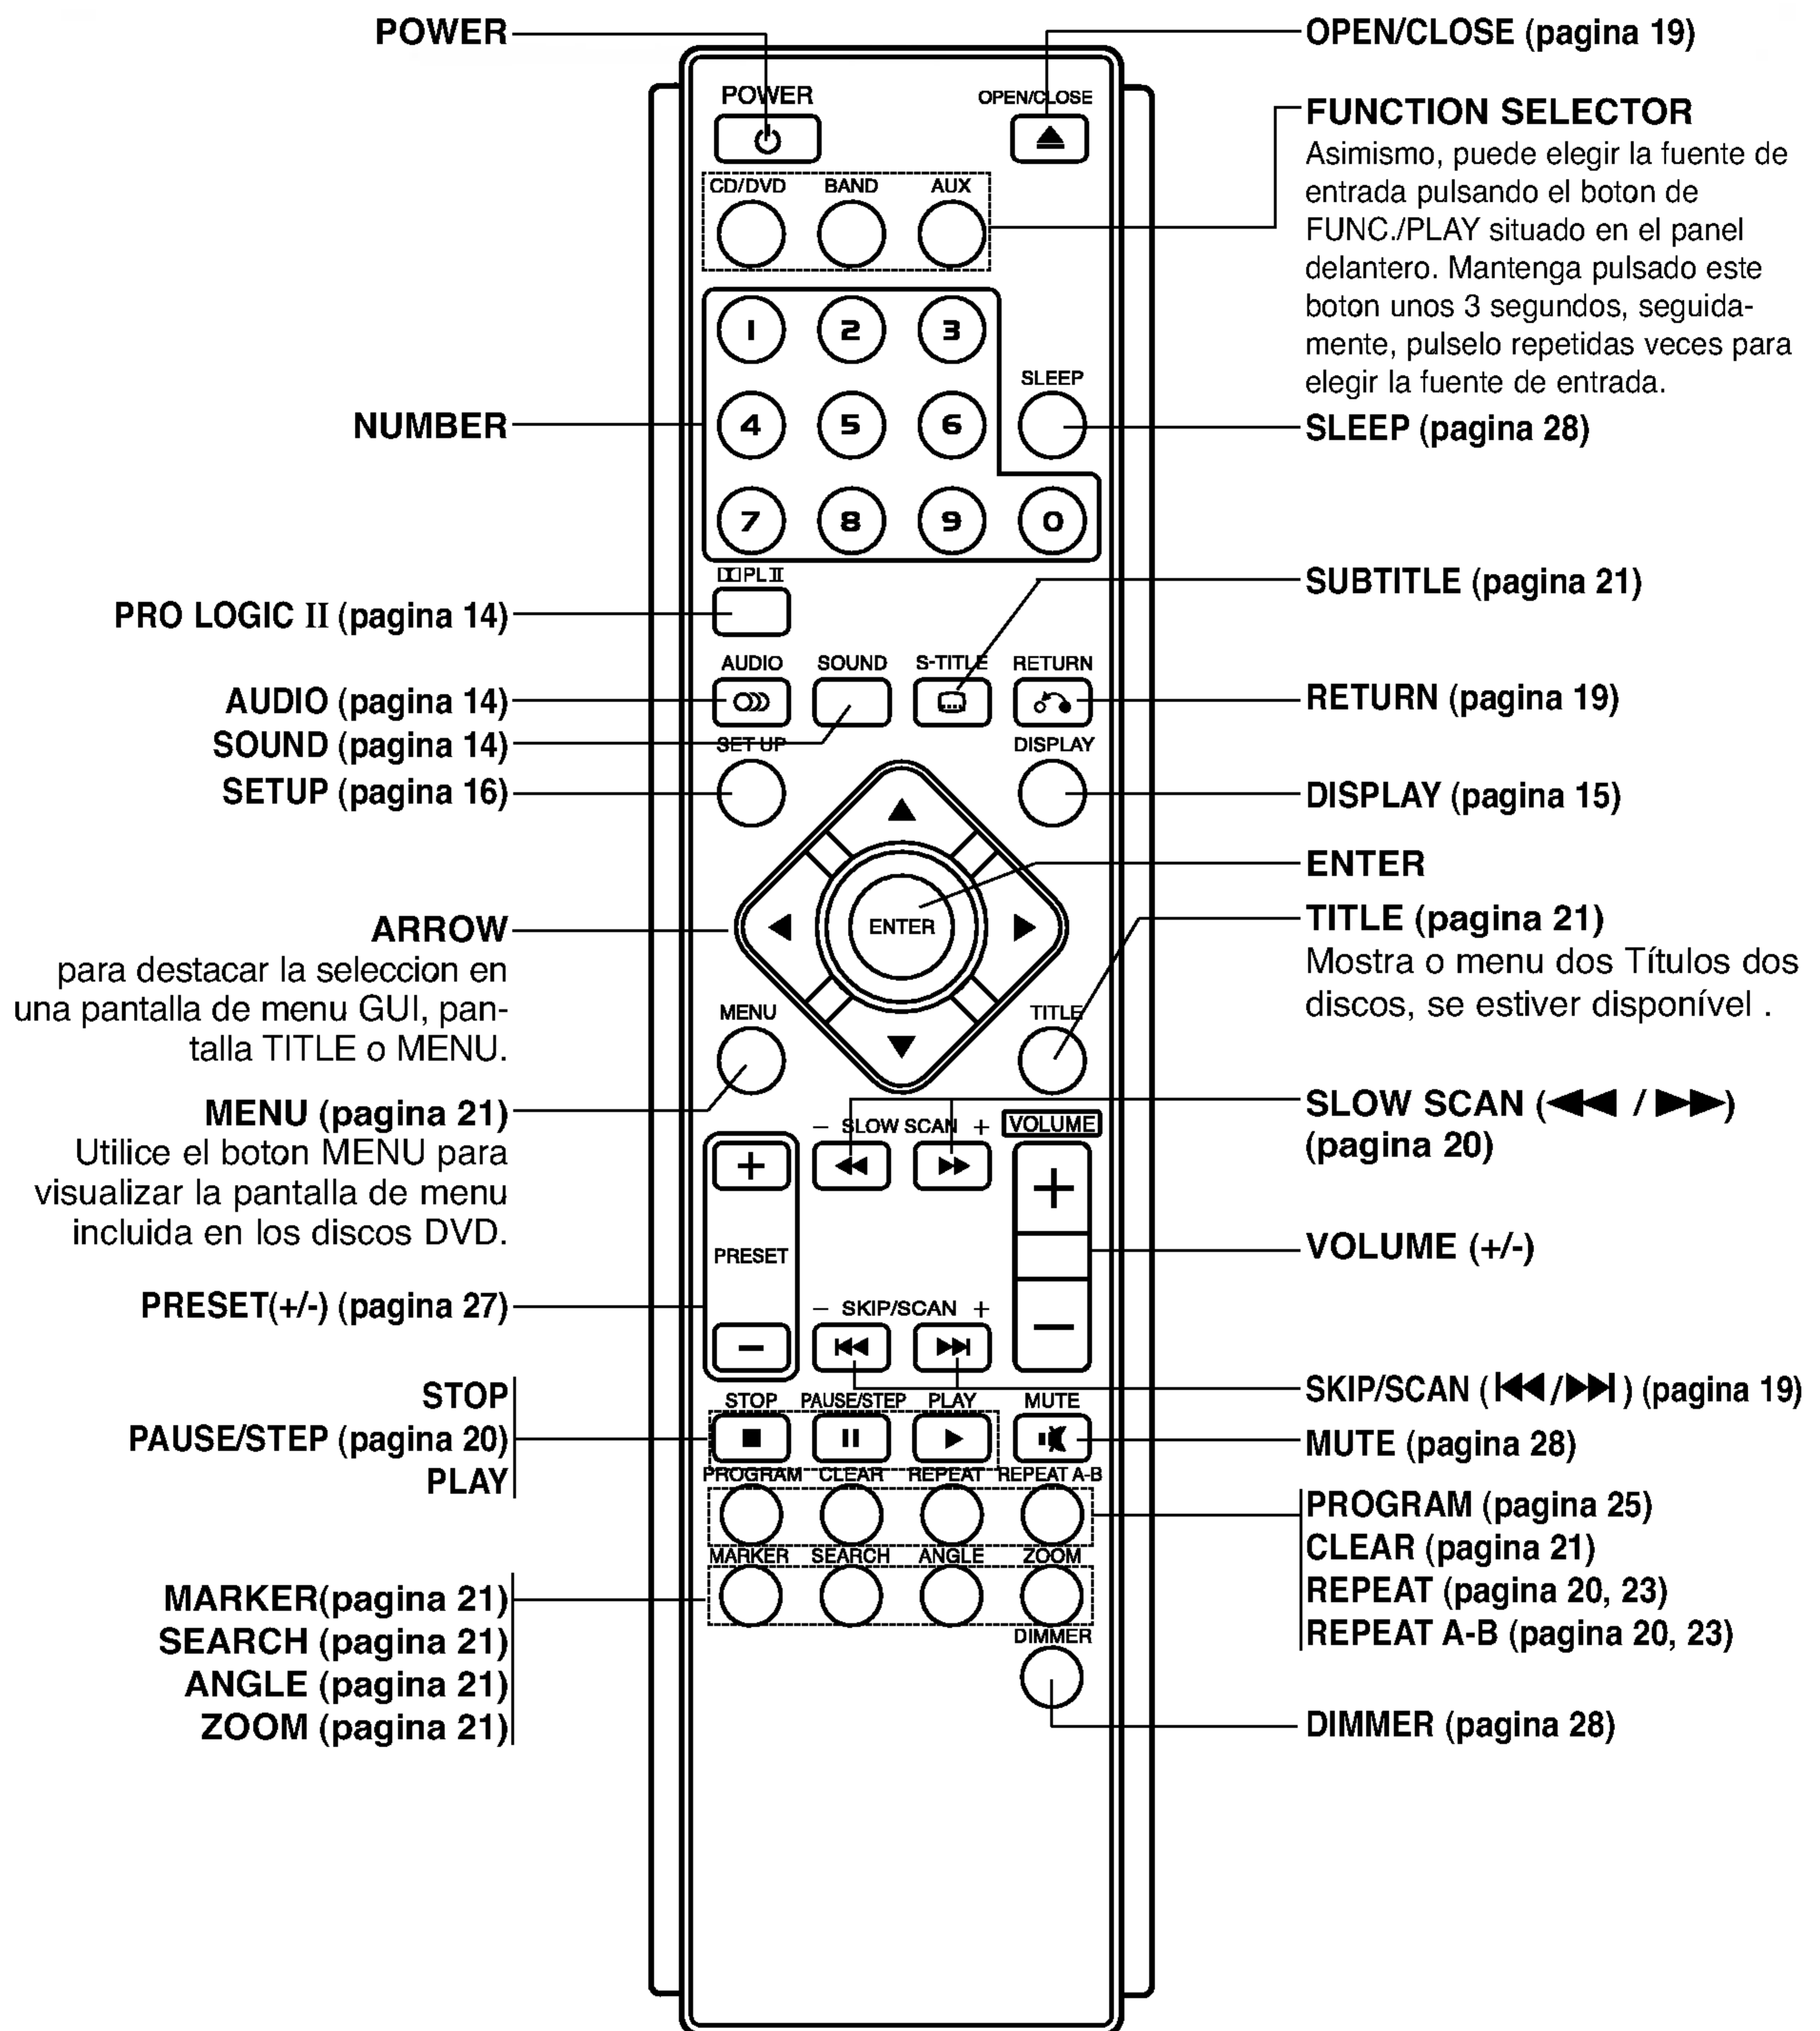 POWER
NUMBER
PRO LOGIC II (pagina 14)
AUDIO (pagina 14)
SOUND (pagina 14)
SETUP (pagina 16)
ARROW
para destacar la seleccion en
una pantalla de menu GUI, pan-
talla TITLE o MENU.
MENU (pagina 21)
Utilice el boton MENU para
visualizar la pantalla de menu
incluida en los discos DVD.
PRESET(+/-) (pagina 27)
STOP
PAUSE/STEP (pagina 20)
PLAY
MARKER(pagina 21)
SEARCH (pagina 21)
ANGLE (pagina 21)
ZOOM (pagina 21)
POWER OPEN/CLOSE
CD/DVD BAND AUX
1 2 3
SLEEP
4 5 6
7 8 9 0
PL II
AUDIO SOUND S-TITLE RETURN
SET UP DISPLAY
ENTER
MENU TITLE
– SLOW SCAN + VOLUME
+
+
PRESET
– SKIP/SCAN +
–
–
STOP PAUSE/STEP PLAY MUTE
PROGRAM CLEAR REPEAT REPEAT A-B
MARKER SEARCH ANGLE ZOOM
DIMMER
OPEN/CLOSE (pagina 19)
FUNCTION SELECTOR
Asimismo, puede elegir la fuente de
entrada pulsando el boton de
FUNC./PLAY situado en el panel
delantero. Mantenga pulsado este
boton unos 3 segundos, seguida-
mente, pulselo repetidas veces para
elegir la fuente de entrada.
SLEEP (pagina 28)
SUBTITLE (pagina 21)
RETURN (pagina 19)
DISPLAY (pagina 15)
ENTER
TITLE (pagina 21)
Mostra o menu dos Títulos dos
discos, se estiver disponível .
SLOW SCAN (◀◀ / ▶▶)
(pagina 20)
VOLUME (+/-)
SKIP/SCAN (|◀◀/▶▶|) (pagina 19)
MUTE (pagina 28)
PROGRAM (pagina 25)
CLEAR (pagina 21)
REPEAT (pagina 20, 23)
REPEAT A-B (pagina 20, 23)
DIMMER (pagina 28)